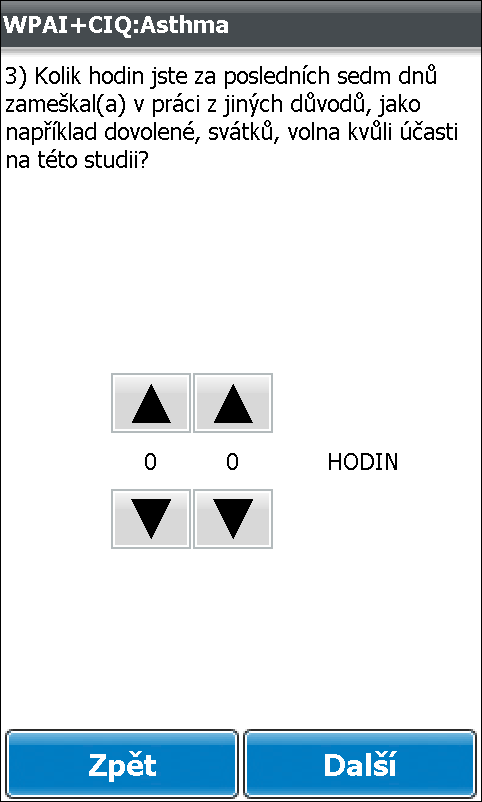 WPAI+CIQ:Asthma
3) Kolik hodin jste za posledních sedm dnů
zameškal(a) v práci z jiných důvodů, jako
například dovolené, svátků, volna kvůli účasti
na této studii?
0 0 HODIN
Zpět Další